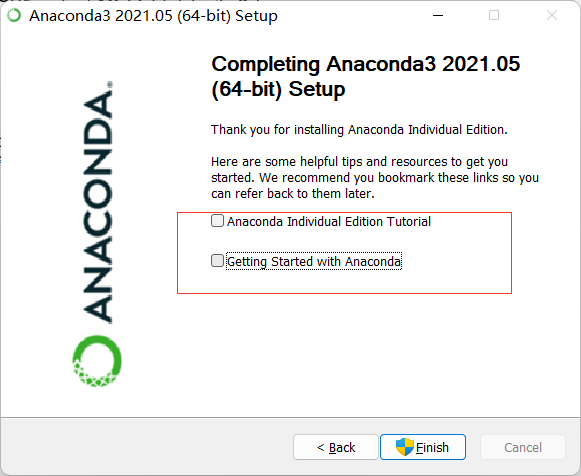 Anaconda3 2021.05 (64-bit) Setup
ANACONDA.
Completing Anaconda3 2021.05
(64-bit) Setup
Thank you for installing Anaconda Individual Edition.
Here are some helpful tips and resources to get you
started. We recommend you bookmark these links so you
can refer back to them later.
Anaconda Individual Edition Tutorial
Getting Started with Anaconda
< Back
Finish
Cancel